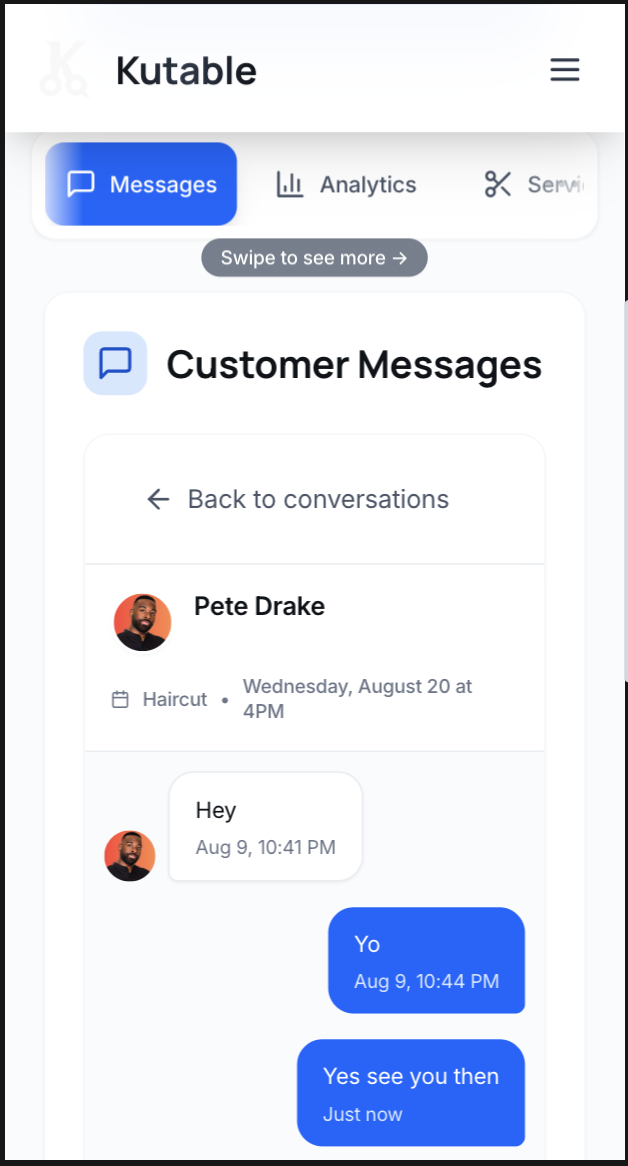 Kutable
Messages
Analytics
Servi
Swipe to see more →
Customer Messages
← Back to conversations
Pete Drake
Haircut • Wednesday, August 20 at
4PM
Hey
Aug 9, 10:41 PM
Yo
Aug 9, 10:44 PM
Yes see you then
Just now